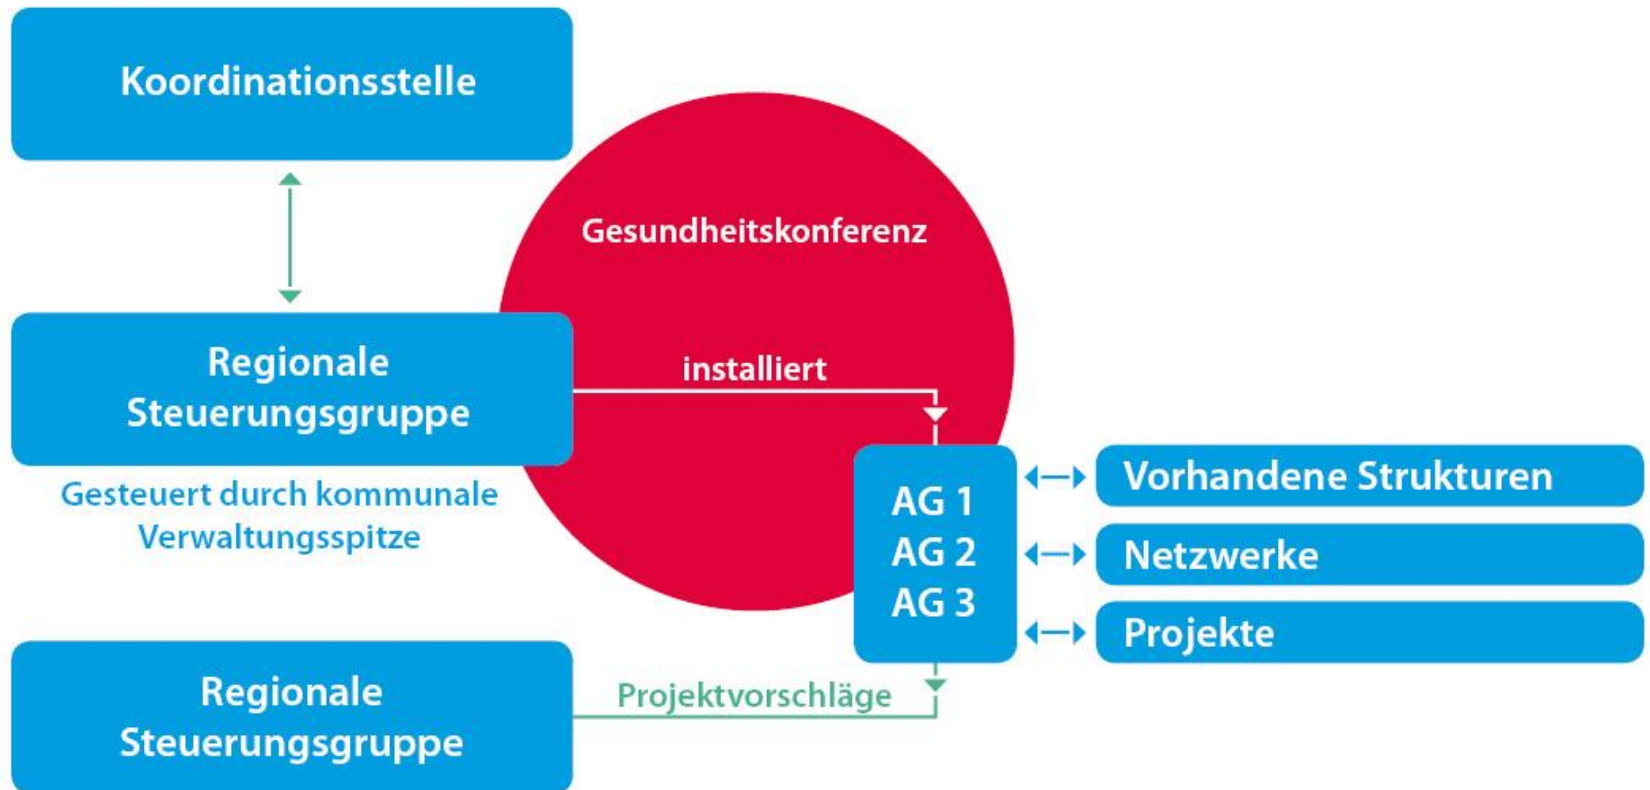 Koordinationsstelle
Gesundheitskonferenz
Regionale
Steuerungsgruppe
installiert
Gesteuert durch kommunale
Verwaltungsspitze
AG 1
AG 2
AG 3
Vorhandene Strukturen
Netzwerke
Projekte
Regionale
Steuerungsgruppe
Projektvorschläge